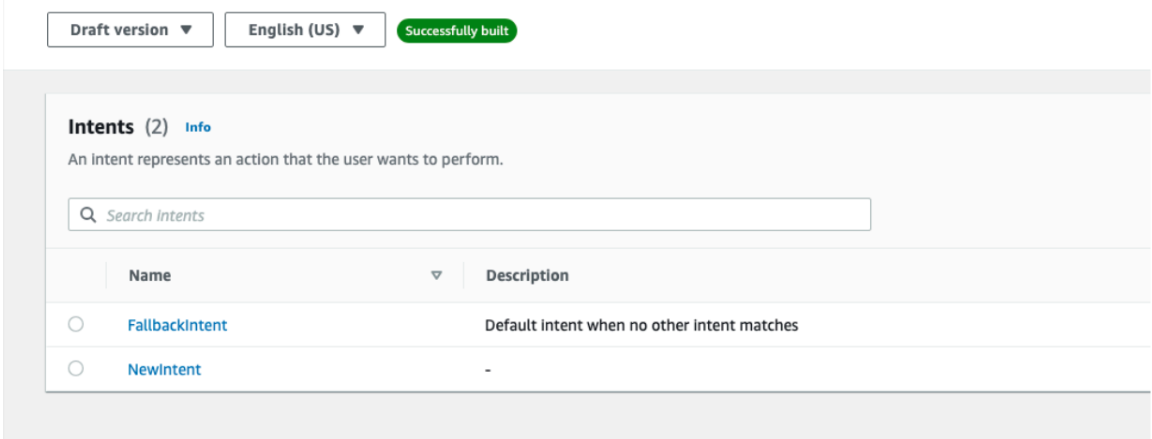 Draft version ▼ English (US) ▼ Successfully built
Intents (2) Info
An intent represents an action that the user wants to perform.
Search intents
Name Description
FallbackIntent Default intent when no other intent matches
NewIntent -